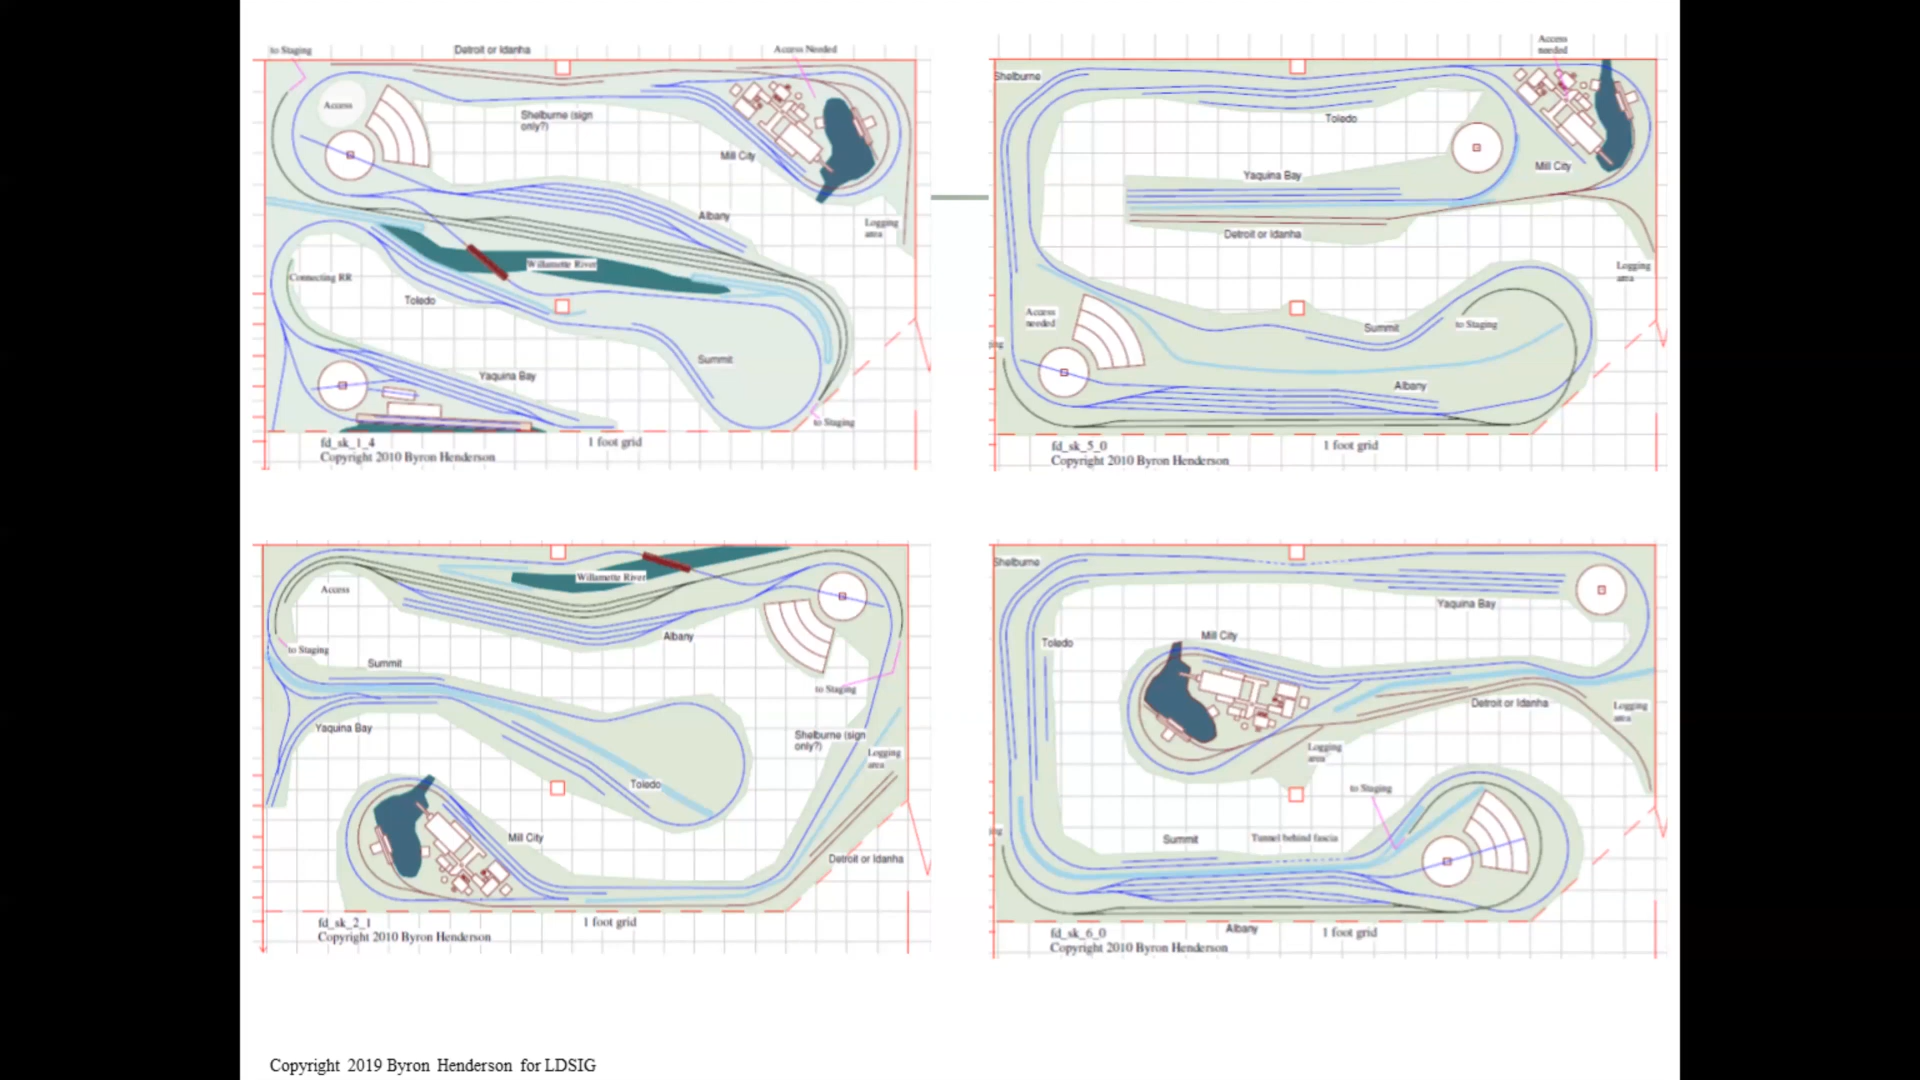 to Staging
Detroit or Idanha
Access Needed
Access
Shelburne (sign
only?)
Mill City
Albany
Logging
area
Willamette River
Connecting RR
Toledo
Summit
Yaquina Bay
to Staging
fd_sk_1_4
1 foot grid
Copyright 2010 Byron Henderson
Access
needed
Shelburne
Toledo
Mill City
Yaquina Bay
Detroit or Idanha
Logging
area
Access
needed
Summit
to Staging
Albany
fd_sk_5_0
1 foot grid
Copyright 2010 Byron Henderson
Willamette River
Access
Albany
to Staging
Summit
to Staging
Yaquina Bay
Shelburne (sign
only?)
Logging
area
Toledo
Mill City
Detroit or Idanha
fd_sk_2_1
1 foot grid
Copyright 2010 Byron Henderson
Shelburne
Yaquina Bay
Mill City
Toledo
Detroit or Idanha
Logging
area
Logging
area
to Staging
Summit
Tunnel behind fascia
Albany
fd_sk_6_0
1 foot grid
Copyright 2010 Byron Henderson
Copyright 2019 Byron Henderson for LDSIG